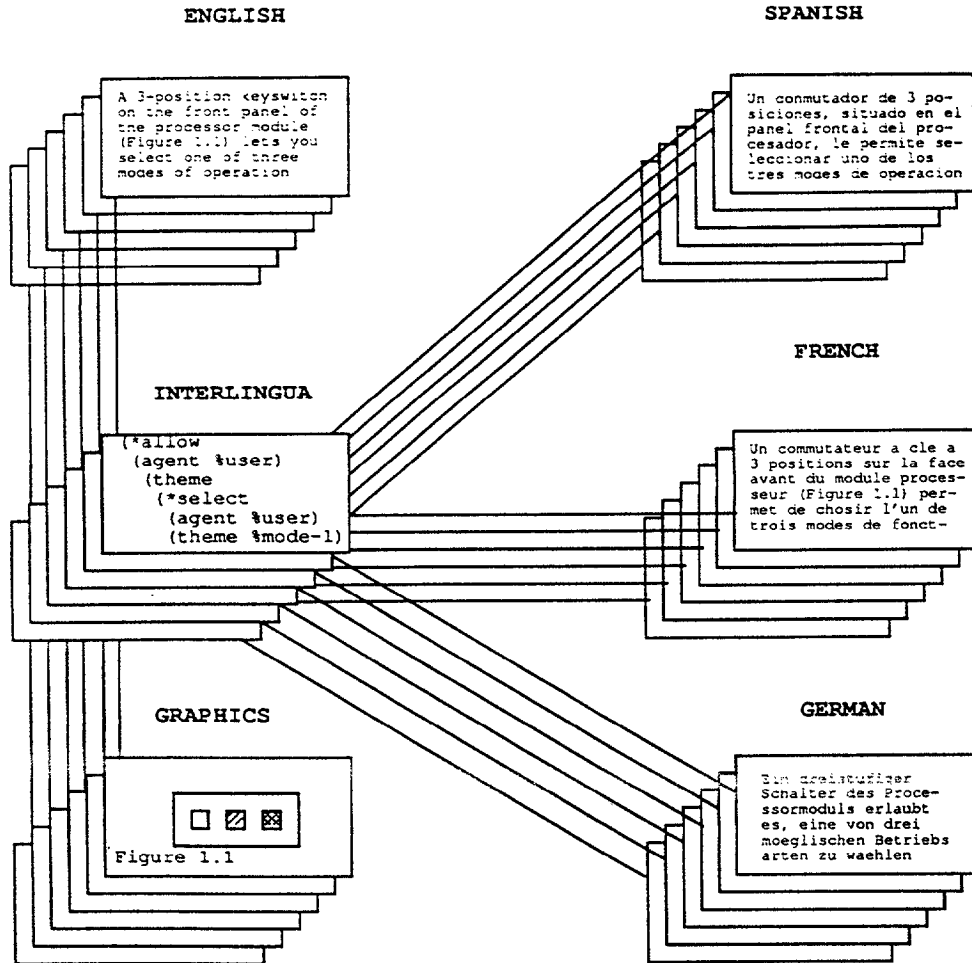 ENGLISH
A 3-position keyswitch
on the front panel of
the processor module
(Figure 1.1) lets you
select one of three
modes of operation
SPANISH
Un conmutador de 3 po-
siciones, situado en el
panel frontal del pro-
cesador, le permite se-
leccionar uno de los
tres modes de operacion
INTERLINGUA
(*allow
(agent %user)
(theme
(*select
(agent %user)
(theme %mode-1)
FRENCH
Un commutateur a cle a
3 positions sur la face
avant du module proces-
seur (Figure 1.1) per-
met de chosir l'un de
trois modes de fonct-
GRAPHICS
Figure 1.1
GERMAN
Ein dreistufiger
Schalter des Proce-
ssormoduls erlaubt
es, eine von drei
moeglischen Betriebs
arten zu waehlen